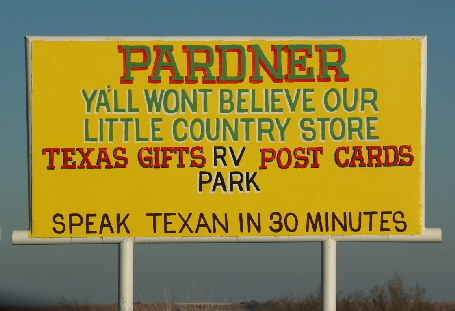 PARDNER
YA'LL WONT BELIEVE OUR
LITTLE COUNTRY STORE
TEXAS GIFTS RV POST CARDS
PARK
SPEAK TEXAN IN 30 MINUTES